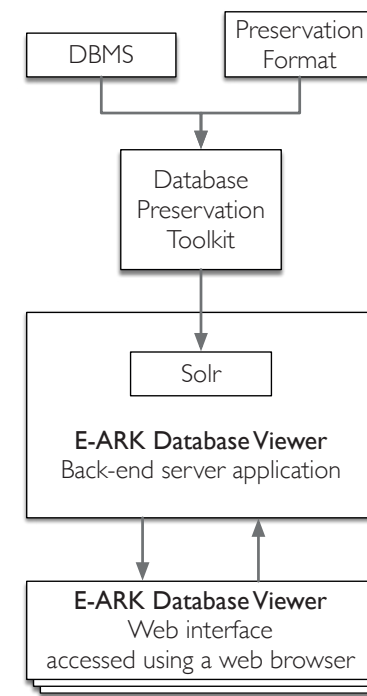 DBMS
Preservation
Format
Database
Preservation
Toolkit
Solr
E-ARK Database Viewer
Back-end server application
E-ARK Database Viewer
Web interface
accessed using a web browser